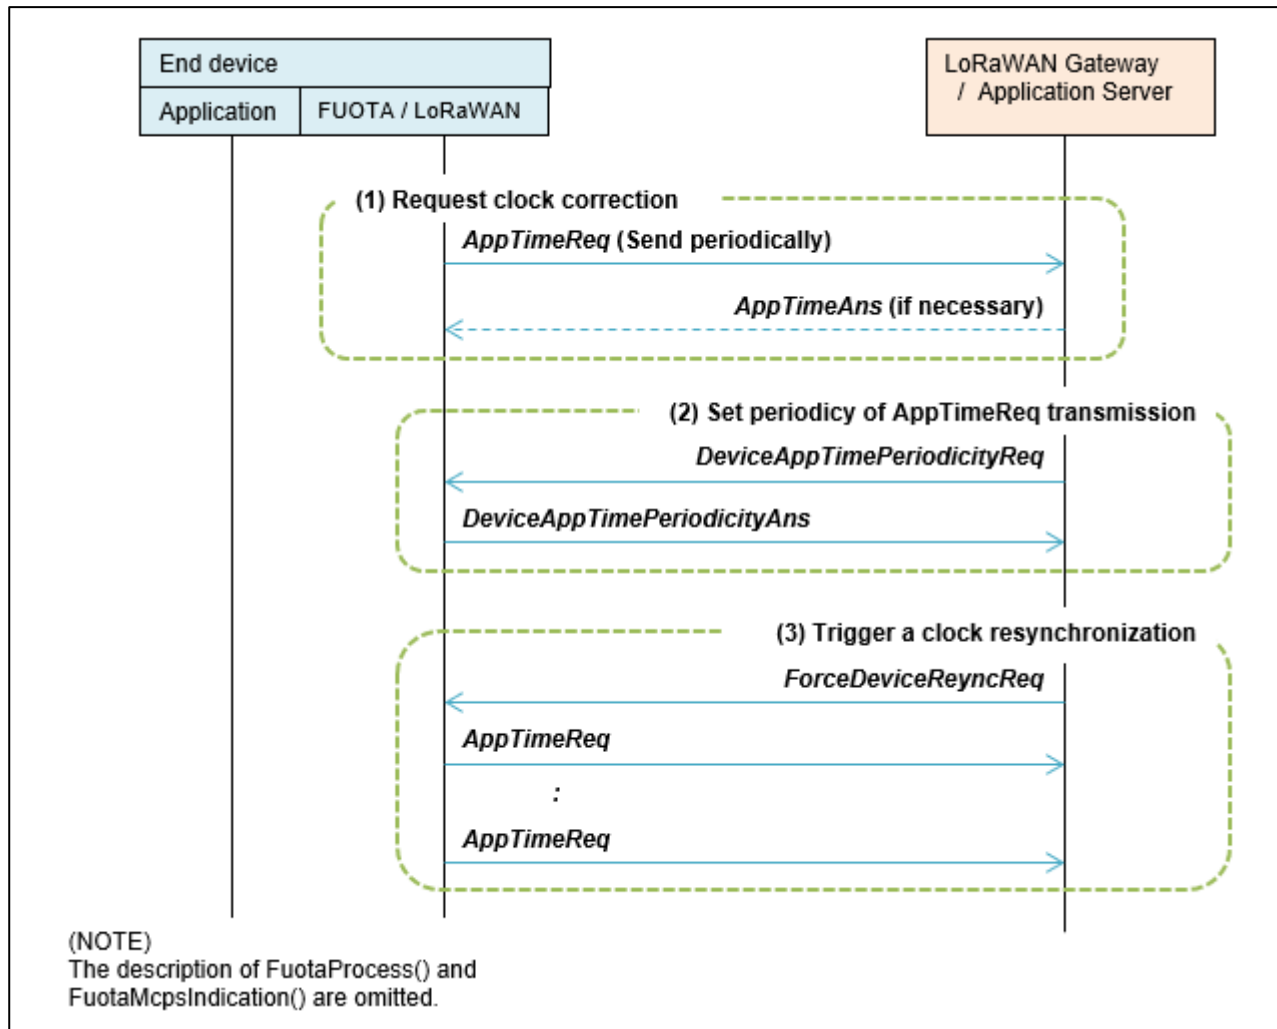 End device
Application
FUOTA / LoRaWAN
LoRaWAN Gateway
/ Application Server
(1) Request clock correction
AppTimeReq (Send periodically)
AppTimeAns (if necessary)
(2) Set periodicy of AppTimeReq transmission
DeviceAppTimePeriodicityReq
DeviceAppTimePeriodicityAns
(3) Trigger a clock resynchronization
ForceDeviceReyncReq
AppTimeReq
:
AppTimeReq
(NOTE)
The description of FuotaProcess() and
FuotaMcpsIndication() are omitted.